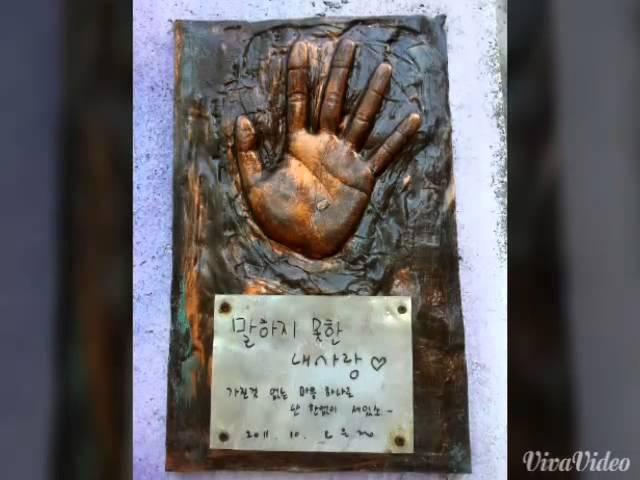 말하지 못한
내 사랑♡
가진것 없는 마음 하나로
난 한없이 서있소-
2011. 10.
VivaVideo